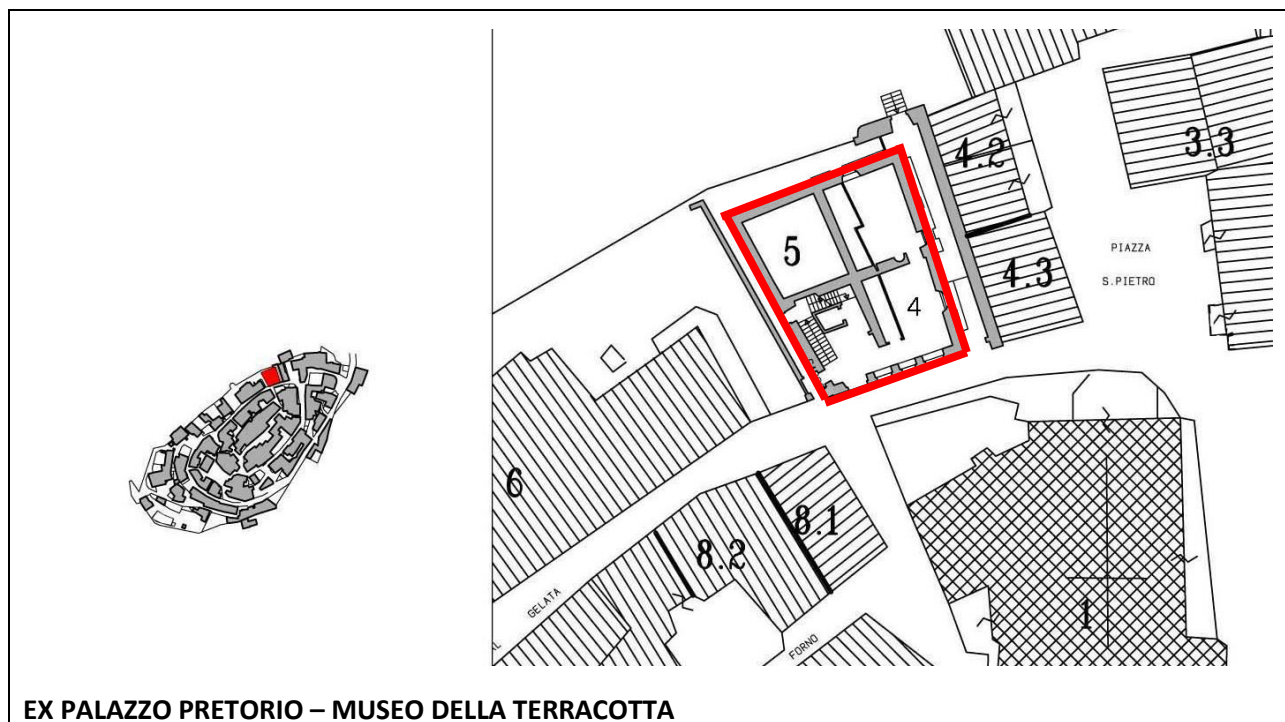 4.2
3.3
5
PIAZZA
S.PIETRO
4.3
4
6
8.1
8.2
GELATA
FORNO
1
EX PALAZZO PRETORIO – MUSEO DELLA TERRACOTTA